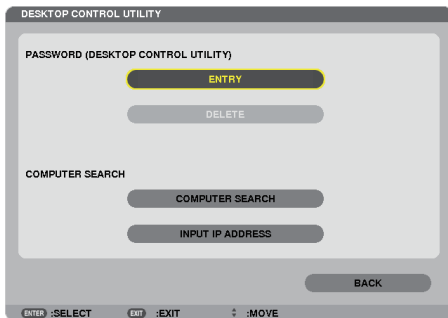 DESKTOP CONTROL UTILITY
PASSWORD (DESKTOP CONTROL UTILITY)
ENTRY
DELETE
COMPUTER SEARCH
COMPUTER SEARCH
INPUT IP ADDRESS
BACK
ENTER :SELECT EXIT :EXIT :MOVE